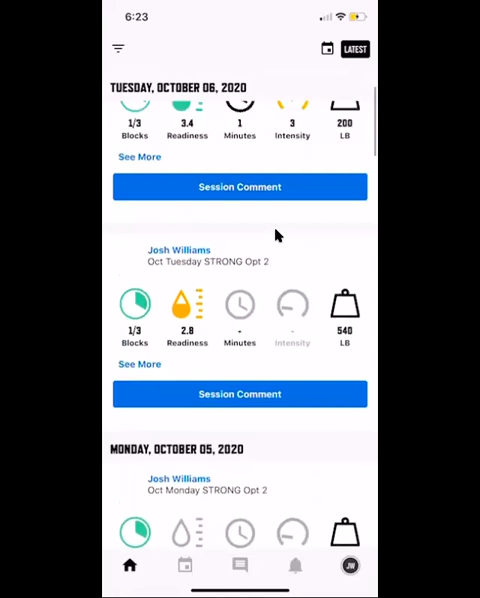 6:23
LATEST
TUESDAY, OCTOBER 06, 2020
1/3 3.4 1 3 200
Blocks Readiness Minutes Intensity LB
See More
Session Comment
Josh Williams
Oct Tuesday STRONG Opt 2
1/3 2.8 - - 540
Blocks Readiness Minutes Intensity LB
See More
Session Comment
MONDAY, OCTOBER 05, 2020
Josh Williams
Oct Monday STRONG Opt 2
JW